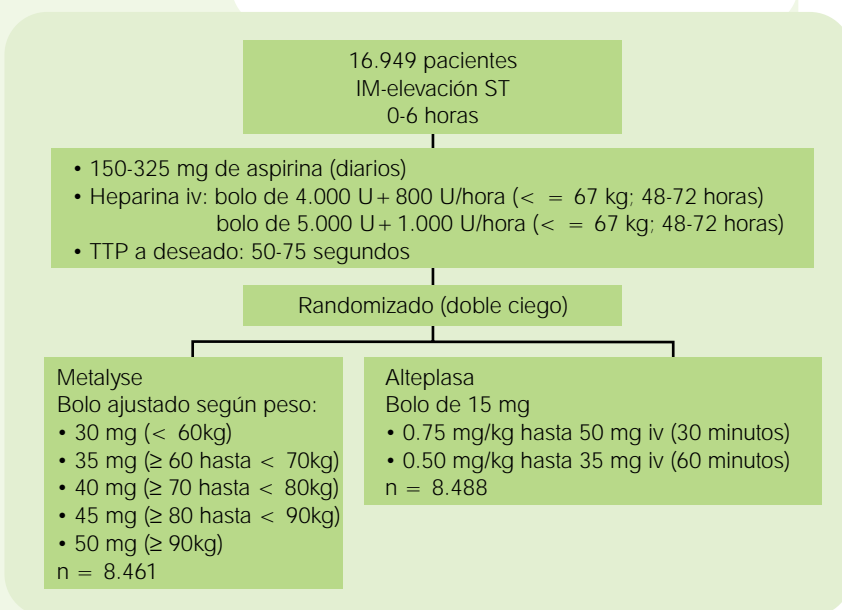 16.949 pacientes
IM-elevación ST
0-6 horas
• 150-325 mg de aspirina (diarios)
• Heparina iv: bolo de 4.000 U + 800 U/hora (< = 67 kg; 48-72 horas)
bolo de 5.000 U + 1.000 U/hora (< = 67 kg; 48-72 horas)
• TTP a deseado: 50-75 segundos
Randomizado (doble ciego)
Metalyse
Bolo ajustado según peso:
• 30 mg (< 60kg)
• 35 mg (≥ 60 hasta < 70kg)
• 40 mg (≥ 70 hasta < 80kg)
• 45 mg (≥ 80 hasta < 90kg)
• 50 mg (≥ 90kg)
n = 8.461
Alteplasa
Bolo de 15 mg
• 0.75 mg/kg hasta 50 mg iv (30 minutos)
• 0.50 mg/kg hasta 35 mg iv (60 minutos)
n = 8.488